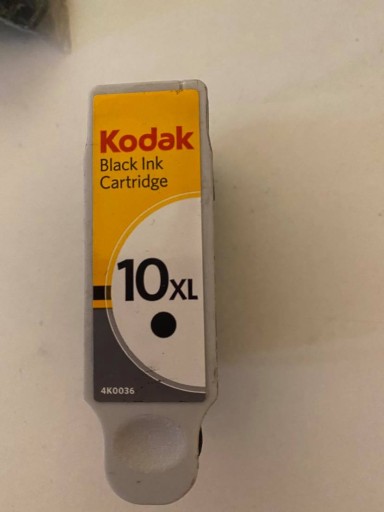 Kodak
Black Ink
Cartridge
10XL
4K0036